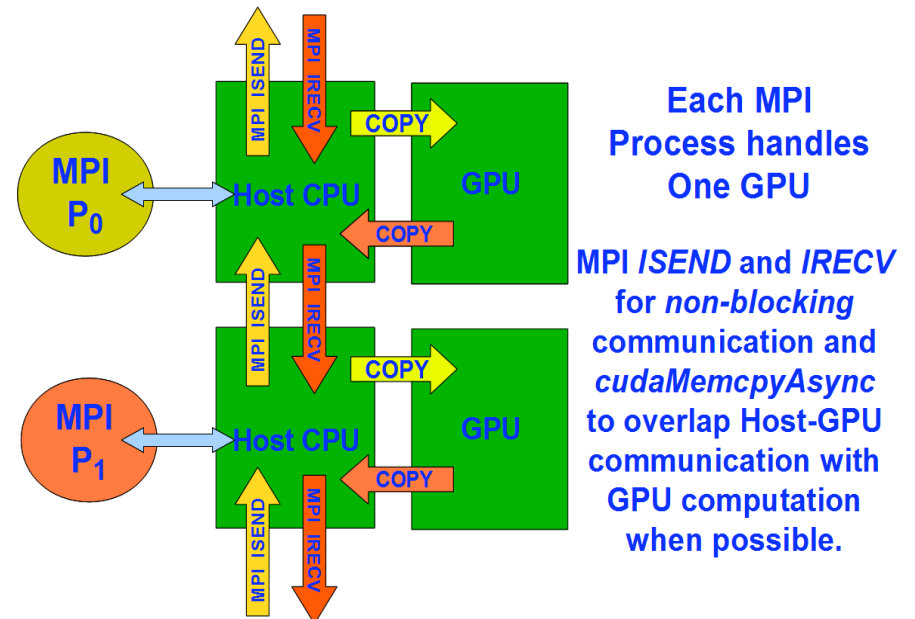 MPI ISEND
MPI IRECV
COPY
MPI
P₀
Host CPU
GPU
COPY
MPI ISEND
MPI IRECV
COPY
MPI
P₁
Host CPU
GPU
COPY
MPI ISEND
MPI IRECV
Each MPI
Process handles
One GPU
MPI ISEND and IRECV
for non-blocking
communication and
cudaMemcpyAsync
to overlap Host-GPU
communication with
GPU computation
when possible.